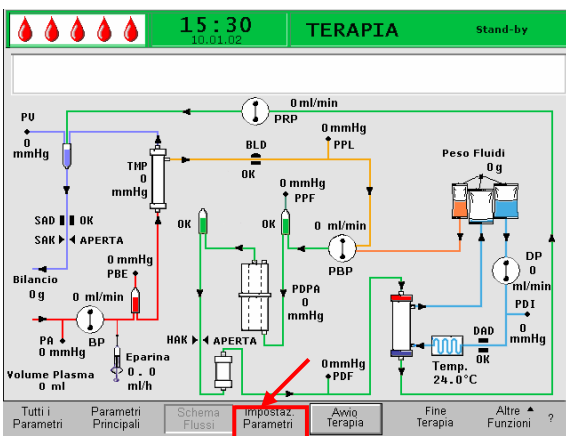 15:30
10.01.02
TERAPIA
Stand-by
0 ml/min
PRP
PV
0
mmHg
BLD
OK
0 mmHg
PPL
TMP
0
mmHg
Peso Fluidi
0 g
0 mmHg
PPF
SAD OK
SAK APERTA
OK
OK
0 ml/min
PBP
0 mmHg
PBE
DP
0
ml/min
Bilancio
0 g
0 ml/min
BP
PDPA
0
mmHg
PDI
0
mmHg
PA
0 mmHg
HAK APERTA
DAD
OK
Eparina
0.0
ml/h
Volume Plasma
0 ml
0mmHg
PDF
Temp.
24.0°C
Tutti i
Parametri
Parametri
Principali
Schema
Flussi
Impostaz.
Parametri
Avvio
Terapia
Fine
Terapia
Altre
Funzioni
?